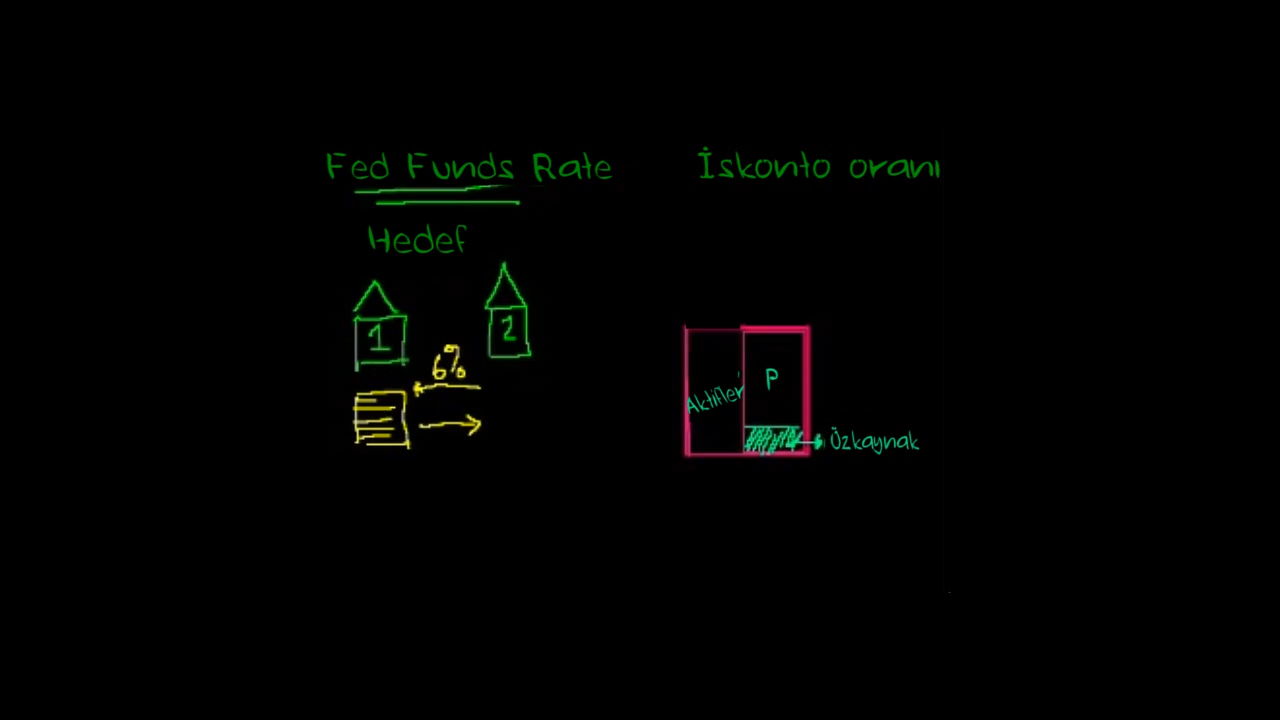 Fed Funds Rate
İskonto oranı
Hedef
1
2
6%
P
Aktifler
Özkaynak